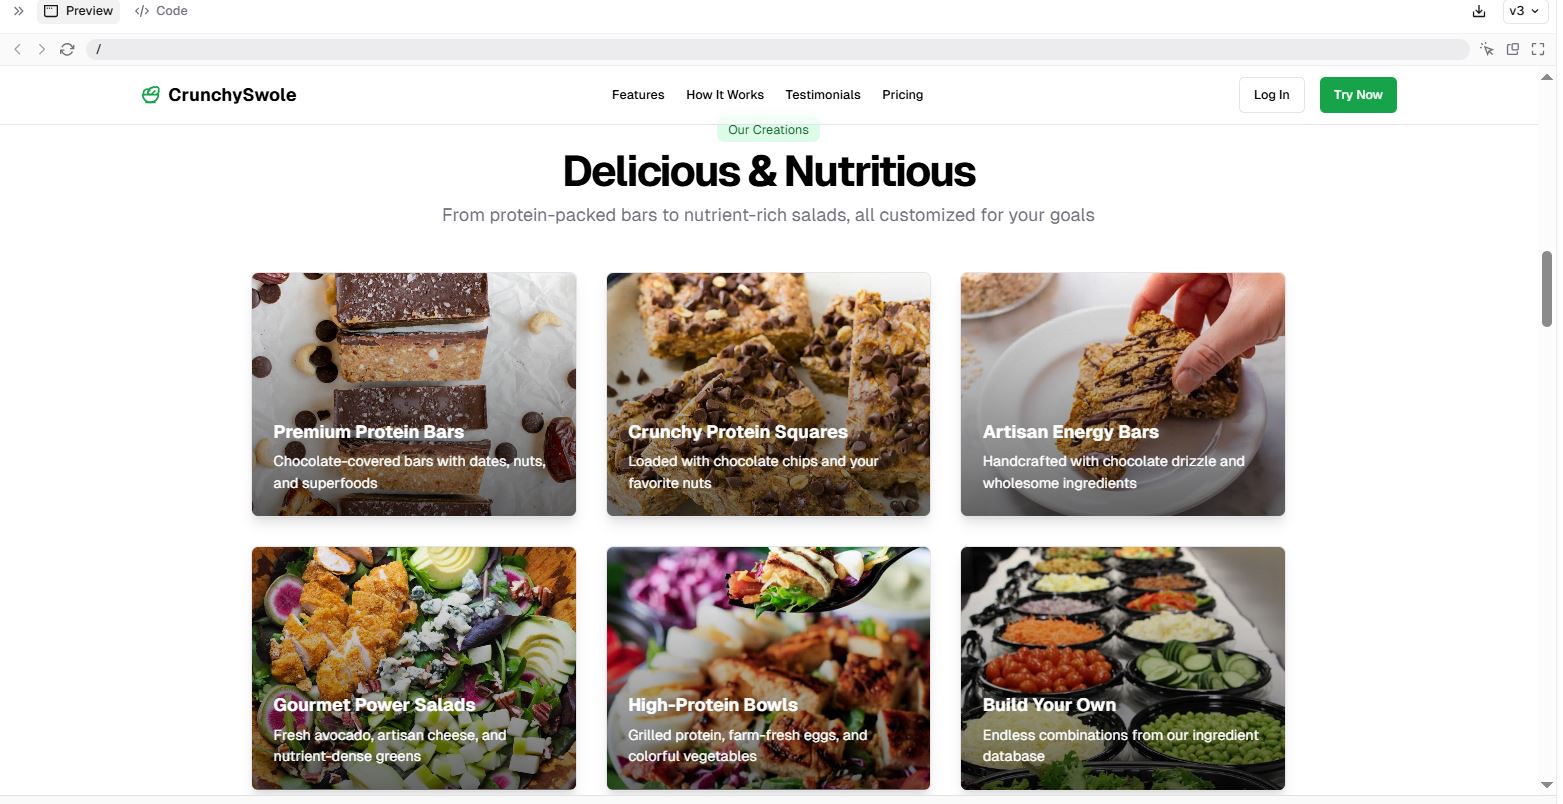 Preview
Code
v3
/
CrunchySwole
Features
How It Works
Testimonials
Pricing
Log In
Try Now
Our Creations
Delicious & Nutritious
From protein-packed bars to nutrient-rich salads, all customized for your goals
Premium Protein Bars
Chocolate-covered bars with dates, nuts,
and superfoods
Crunchy Protein Squares
Loaded with chocolate chips and your
favorite nuts
Artisan Energy Bars
Handcrafted with chocolate drizzle and
wholesome ingredients
Gourmet Power Salads
Fresh avocado, artisan cheese, and
nutrient-dense greens
High-Protein Bowls
Grilled protein, farm-fresh eggs, and
colorful vegetables
Build Your Own
Endless combinations from our ingredient
database